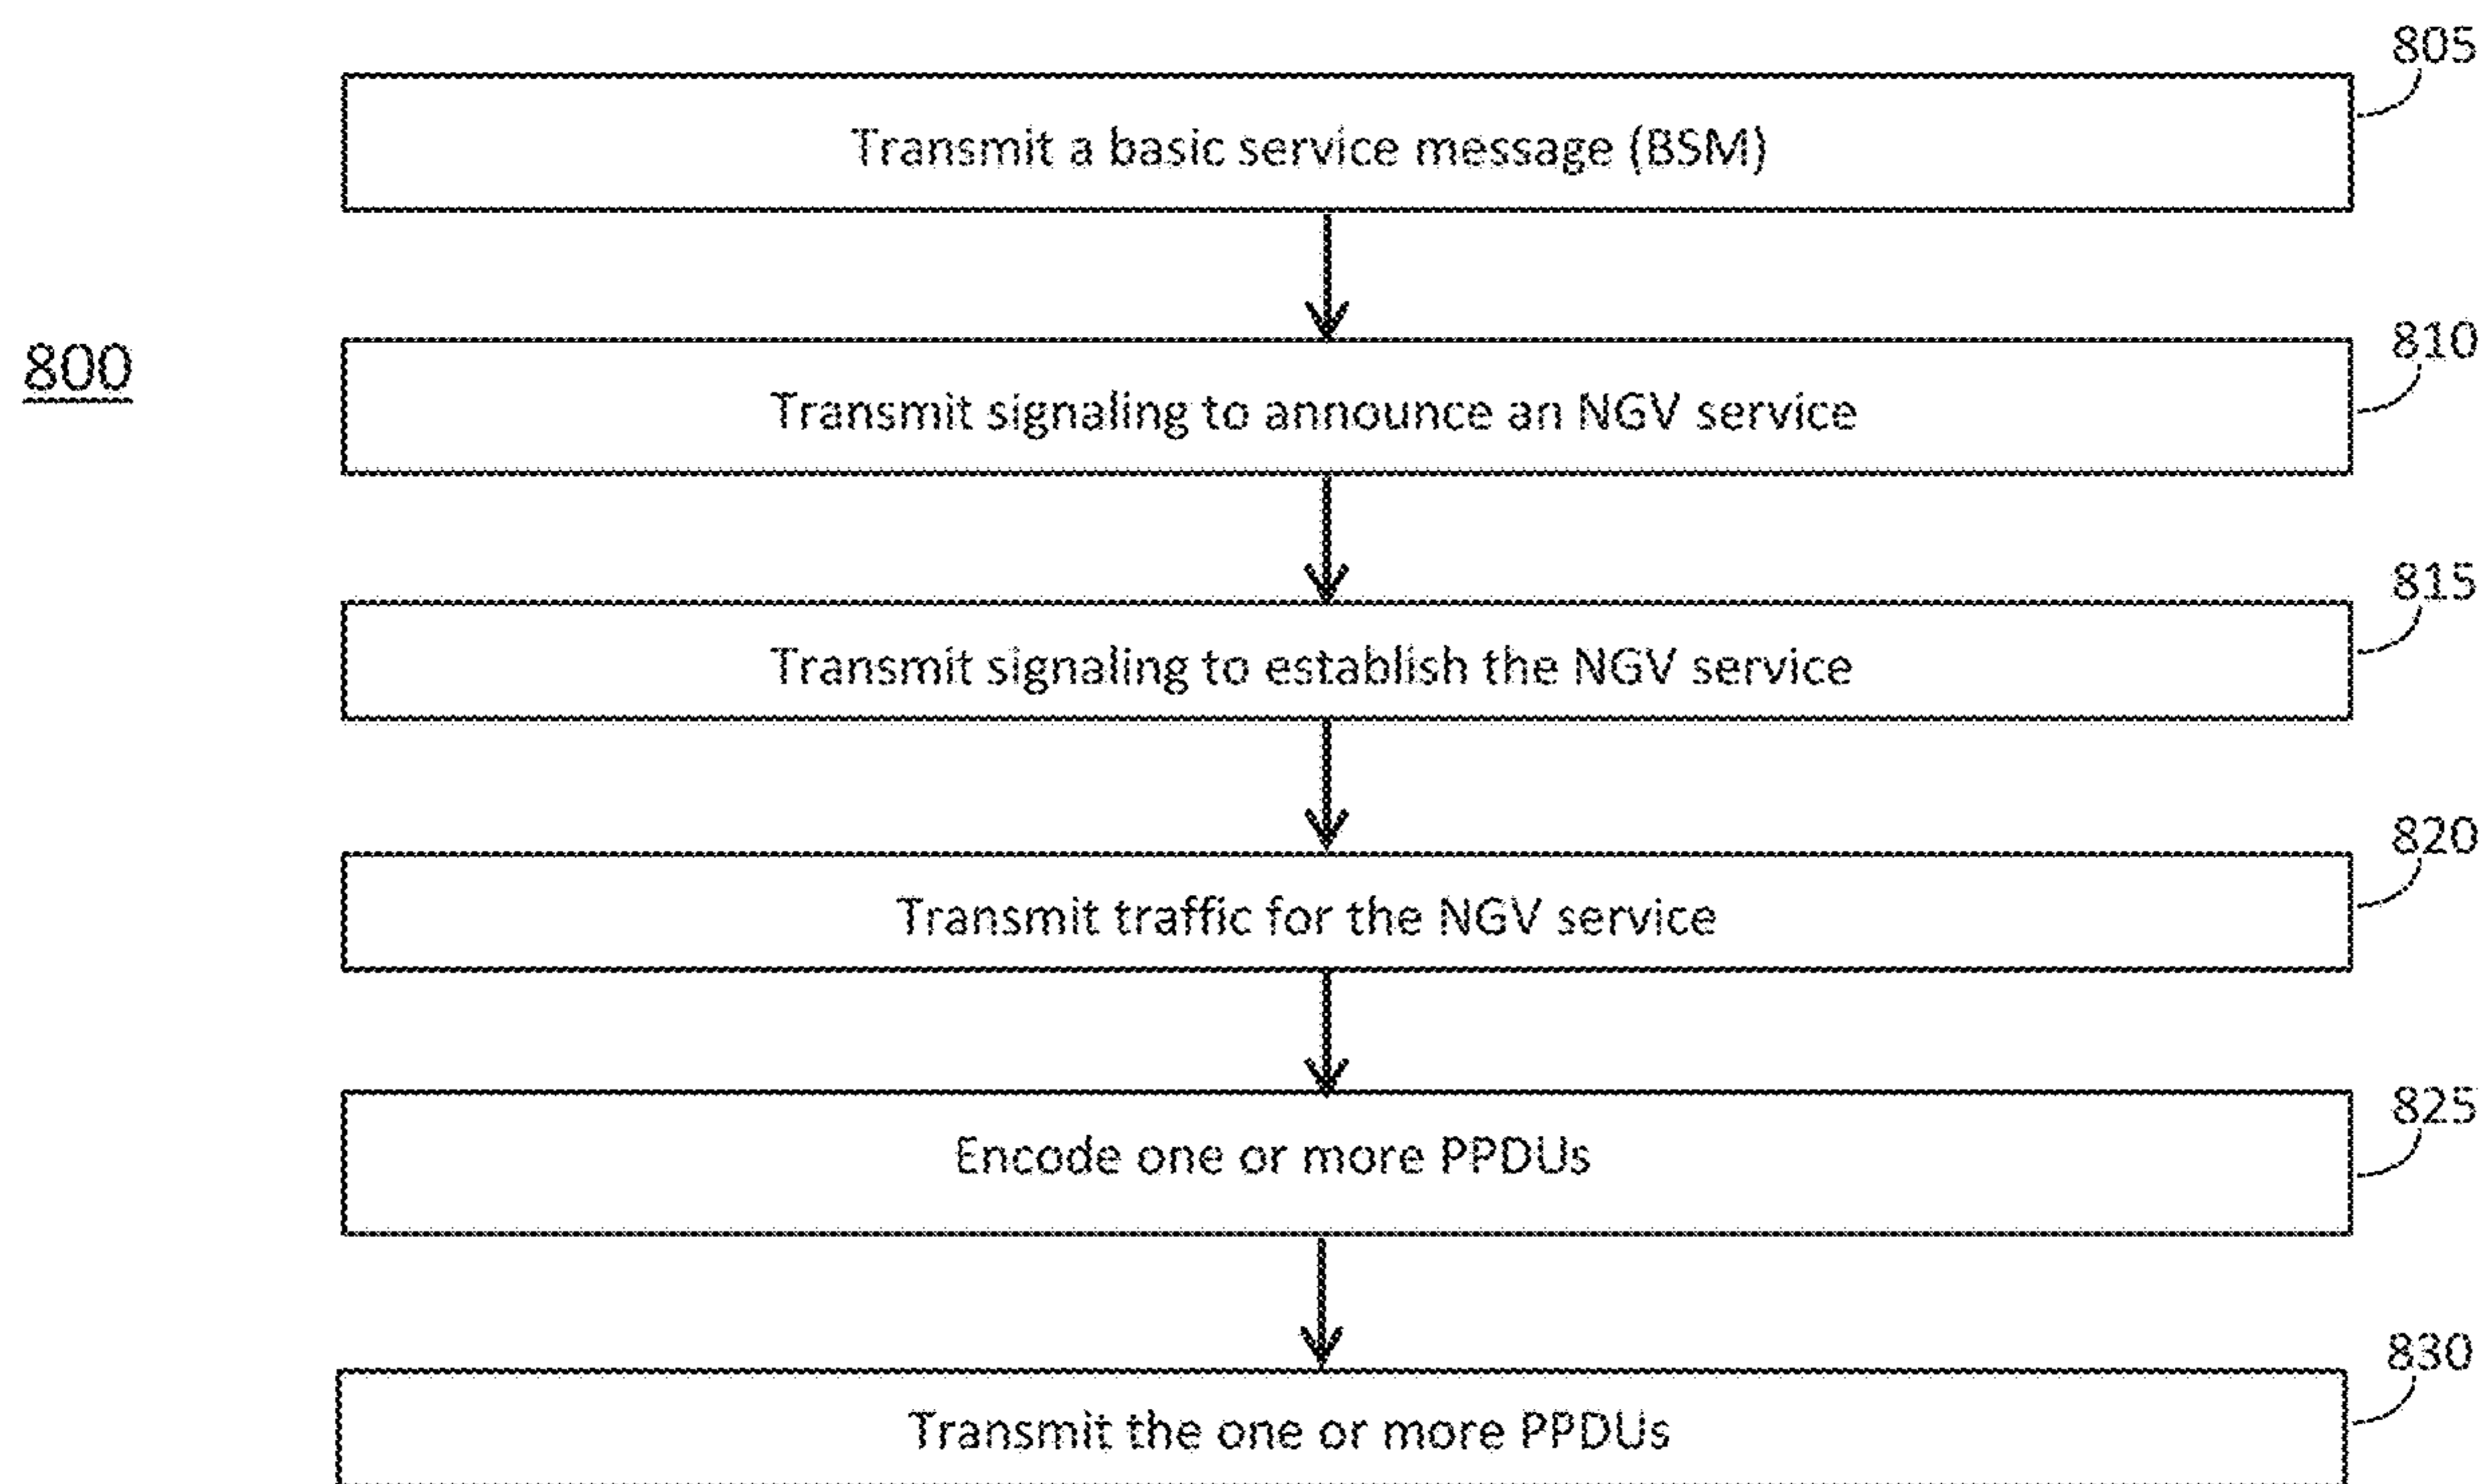 805
Transmit a basic service message (BSM)
800
810
Transmit signaling to announce an NGV service
815
Transmit signaling to establish the NGV service
820
Transmit traffic for the NGV service
825
Encode one or more PPDUs
830
Transmit the one or more PPDUs